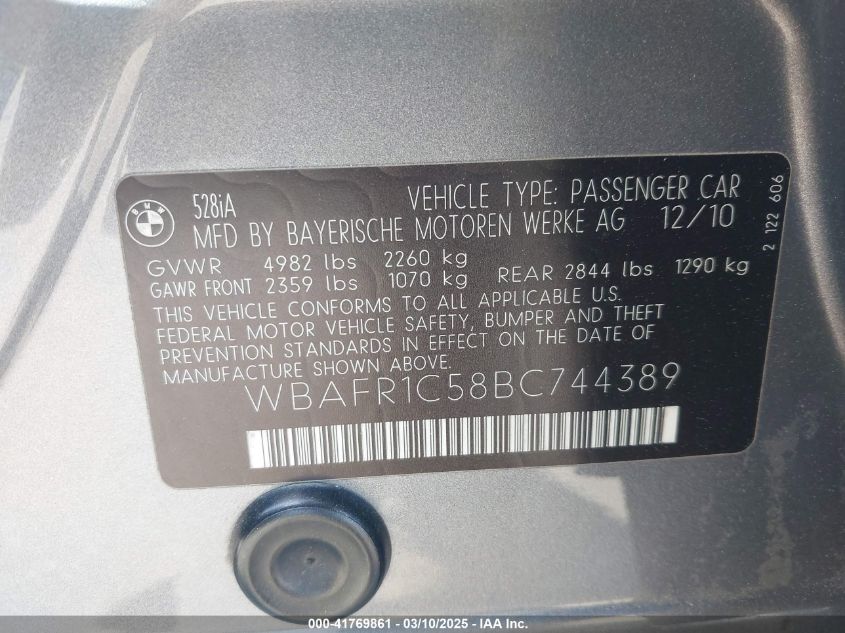 BMW
528iA
VEHICLE TYPE: PASSENGER CAR
MFD BY BAYERISCHE MOTOREN WERKE AG 12/10
GVWR 4982 lbs 2260 kg
GAWR FRONT 2359 lbs 1070 kg REAR 2844 lbs 1290 kg
THIS VEHICLE CONFORMS TO ALL APPLICABLE U.S.
FEDERAL MOTOR VEHICLE SAFETY, BUMPER AND THEFT
PREVENTION STANDARDS IN EFFECT ON THE DATE OF
MANUFACTURE SHOWN ABOVE.
WBAFR1C58BC744389
2 122 606
000-41769861 - 03/10/2025 - IAA Inc.